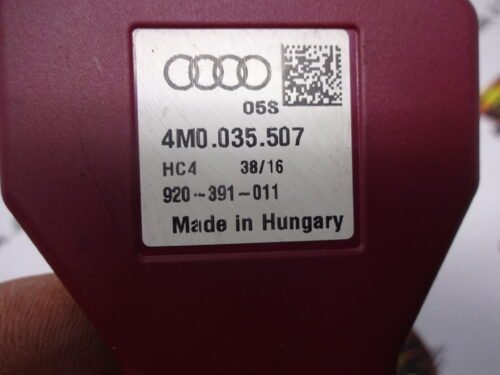 05S
4M0.035.507
HC4 38/16
920-391-011
Made in Hungary